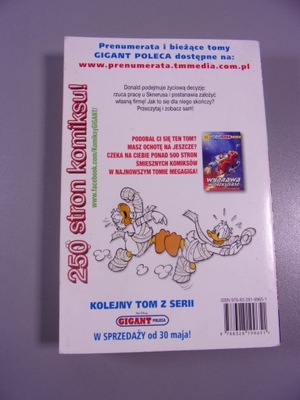 Prenumerata i bieżące tomy
GIGANT POLECA dostępne na:
www.prenumerata.tmmedia.com.pl
Donald podejmuje życiową decyzję:
rzuca pracę u Sknerusa i postanawia założyć
własną firmę! Jak to się dla niego skończy?
Przeczytaj i zobacz sam!
250 stron komiksu!
www.facebook.com/KomiksyGIGANT/
PODOBAŁ CI SIĘ TEN TOM?
MASZ OCHOTĘ NA JESZCZE?
CZEKA NA CIEBIE PONAD 500 STRON
ŚMIESZNYCH KOMIKSÓW
W NAJNOWSZYM TOMIE MEGAGIGA!
KOLEJNY TOM Z SERII
GIGANT POLECA
W SPRZEDAŻY od 30 maja!